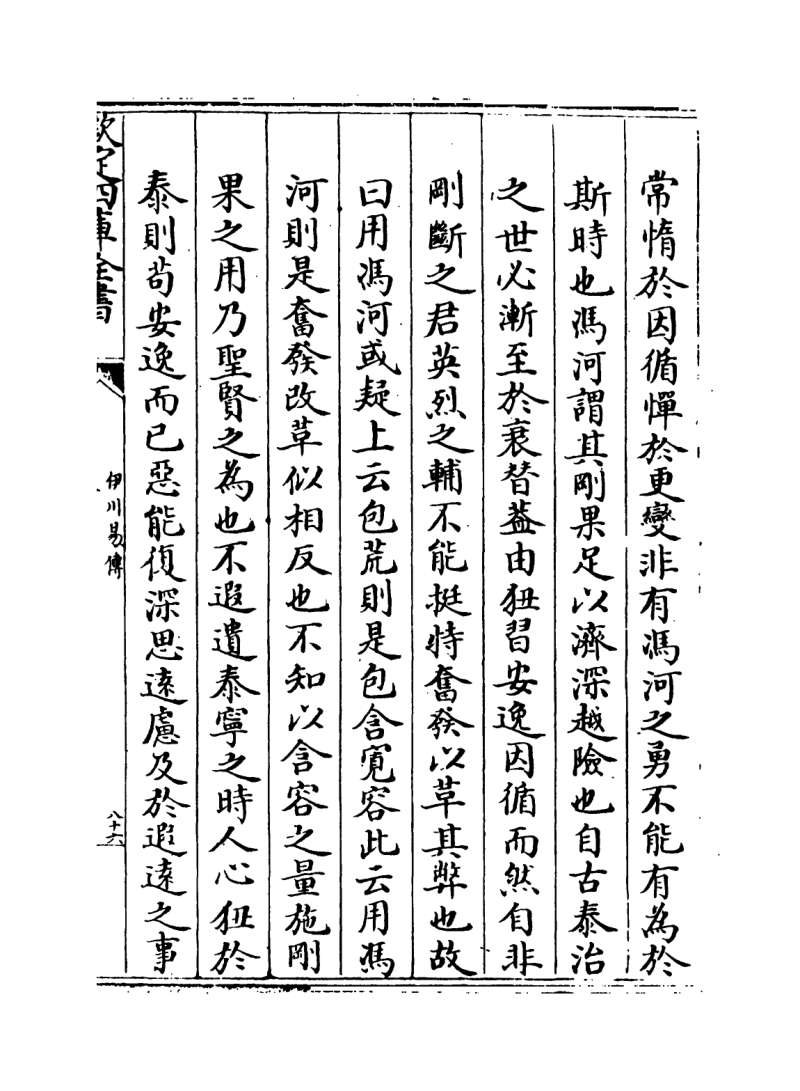 常惰於因循憚於更變非有馮河之勇不能有為於
斯時也馮河謂其剛果足以濟深越險也自古泰治
之世必漸至於衰替葢由狃習安逸因循而然自非
剛斷之君英烈之輔不能挺特奮發以革其弊也故
曰用馮河或疑上云包荒則是包含寛容此云用馮
河則是奮發改革似相反也不知以含容之量施剛
果之用乃聖賢之為也不遐遺泰寧之時人心狃於
泰則苟安逸而已惡能復深思遠慮及於遐遠之事
欽定四庫全書
伊川易傳
八十六